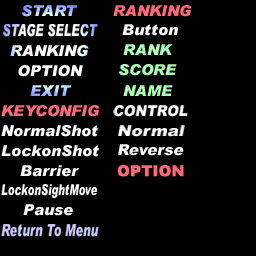 START
STAGE SELECT
RANKING
OPTION
EXIT
KEYCONFIG
NormalShot
LockonShot
Barrier
LockonSightMove
Pause
Return To Menu
RANKING
Button
RANK
SCORE
NAME
CONTROL
Normal
Reverse
OPTION